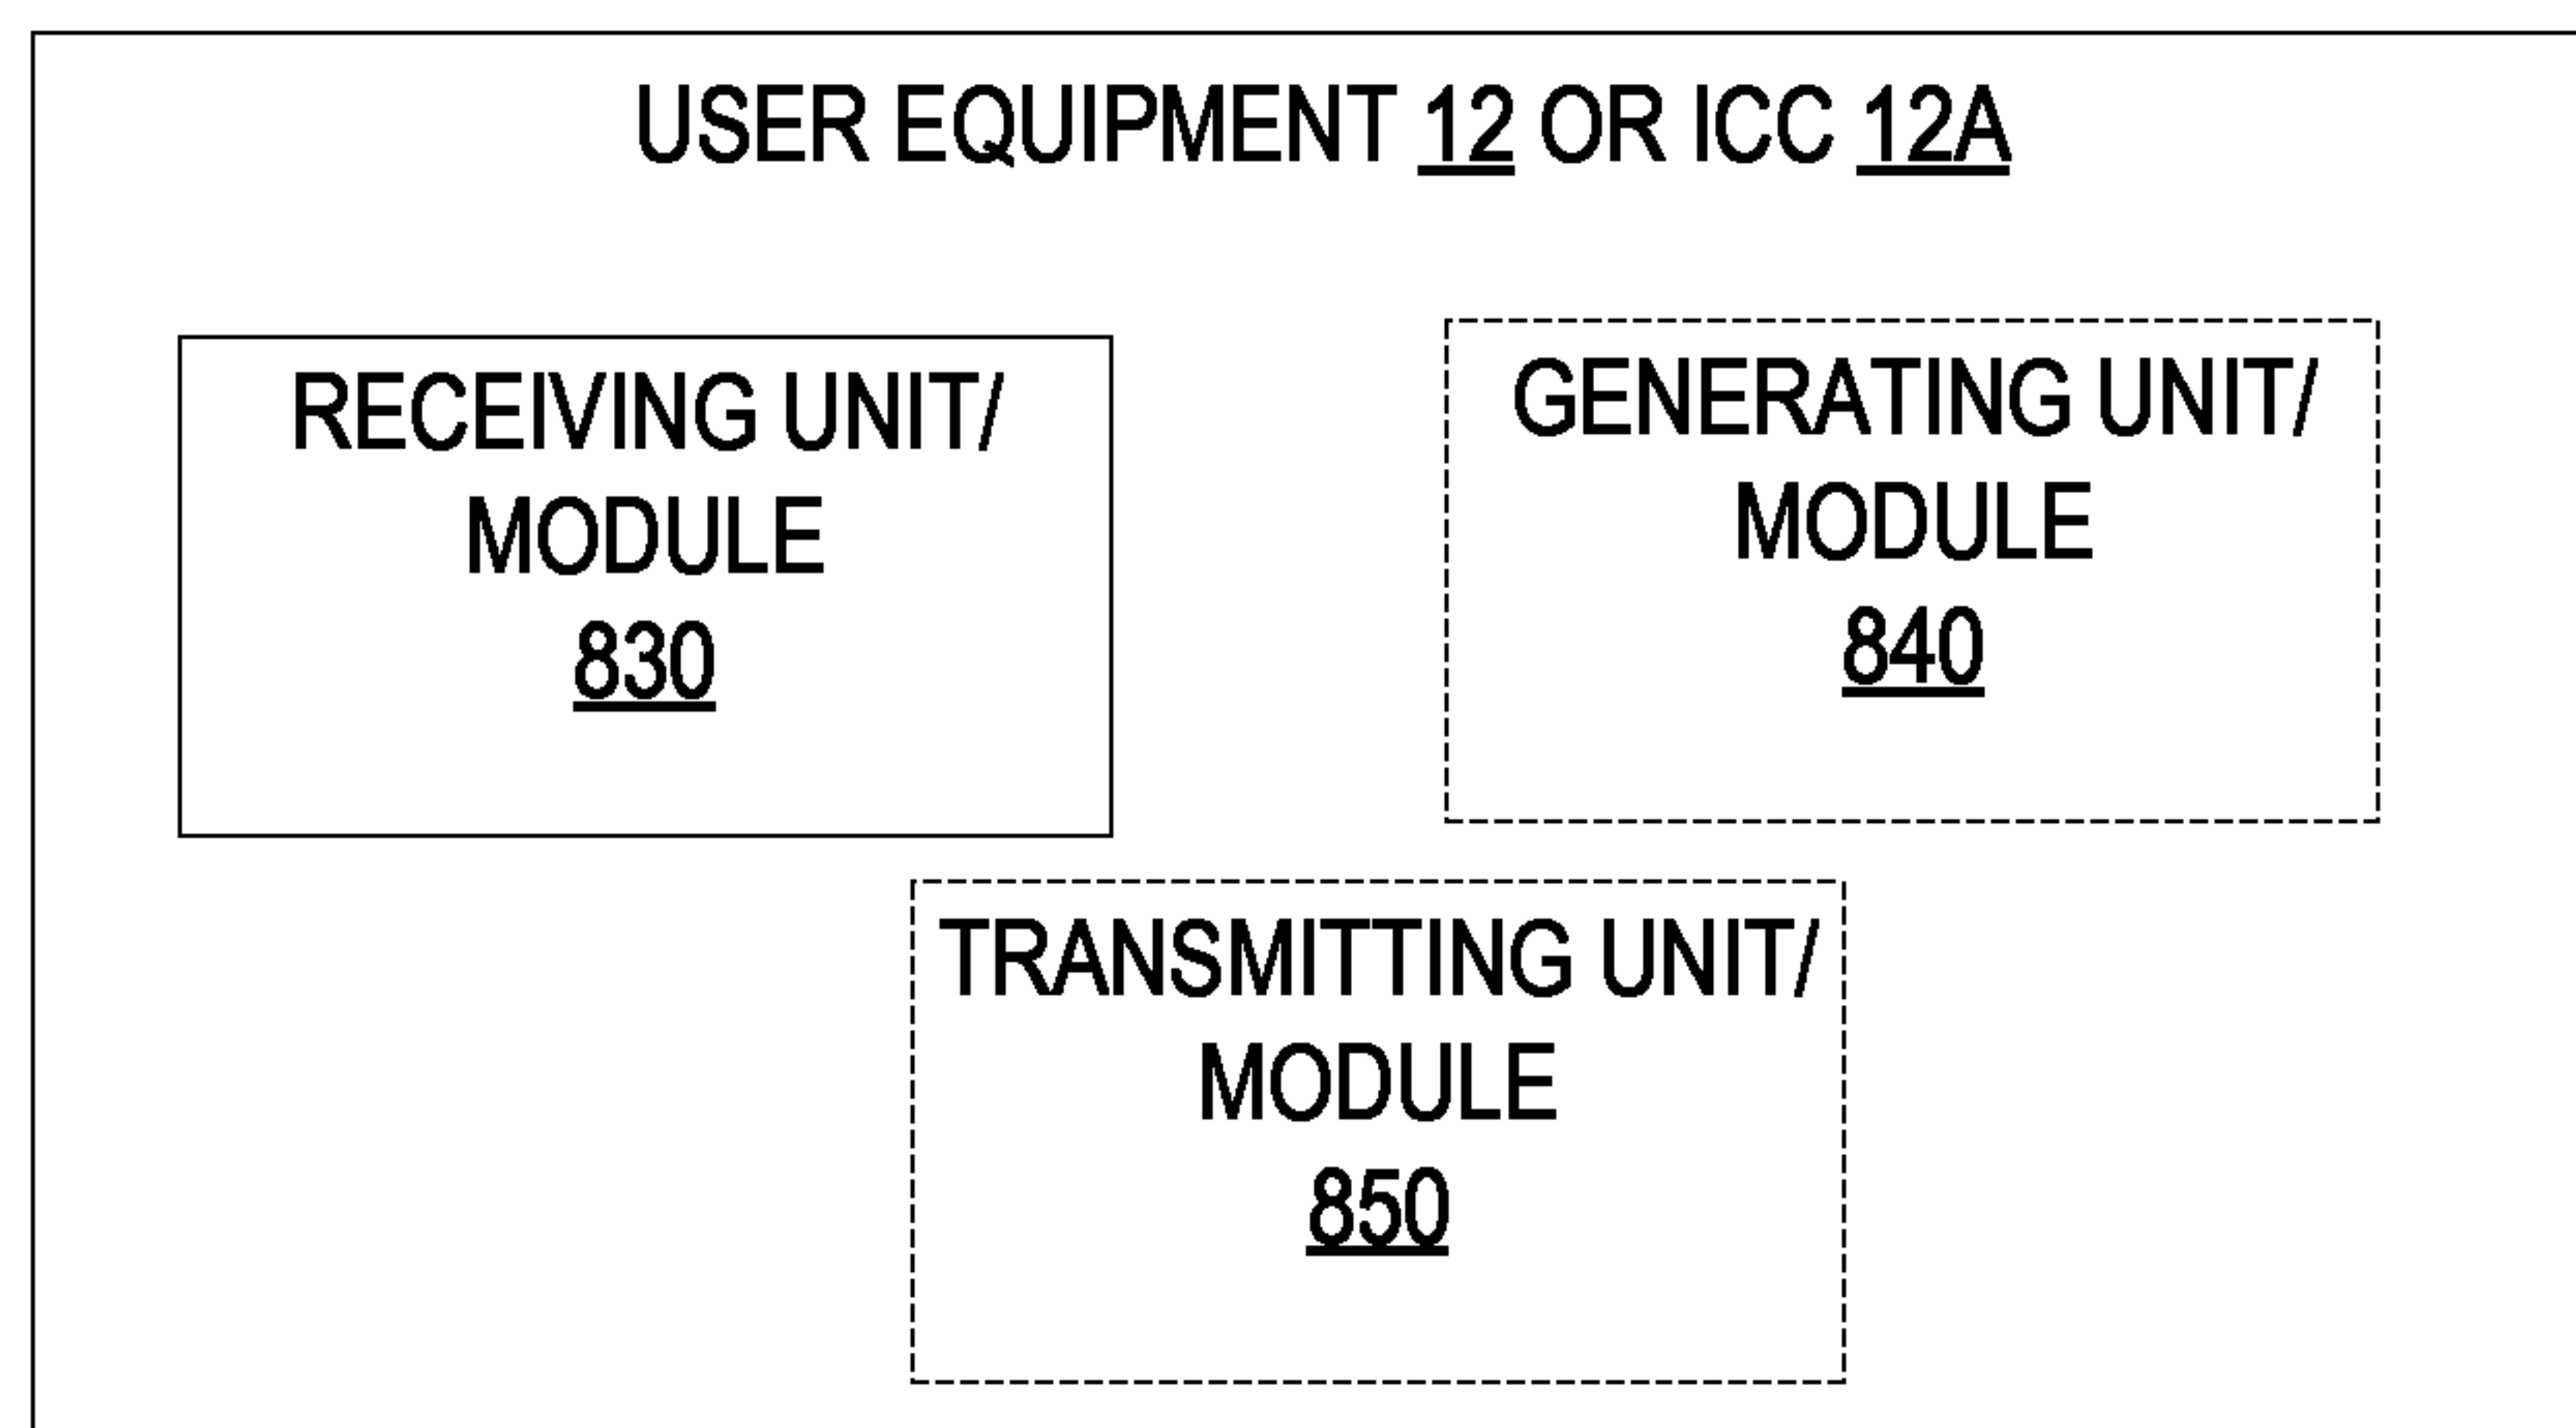 USER EQUIPMENT 12 OR ICC 12A
RECEIVING UNIT/
MODULE
830
GENERATING UNIT/
MODULE
840
TRANSMITTING UNIT/
MODULE
850